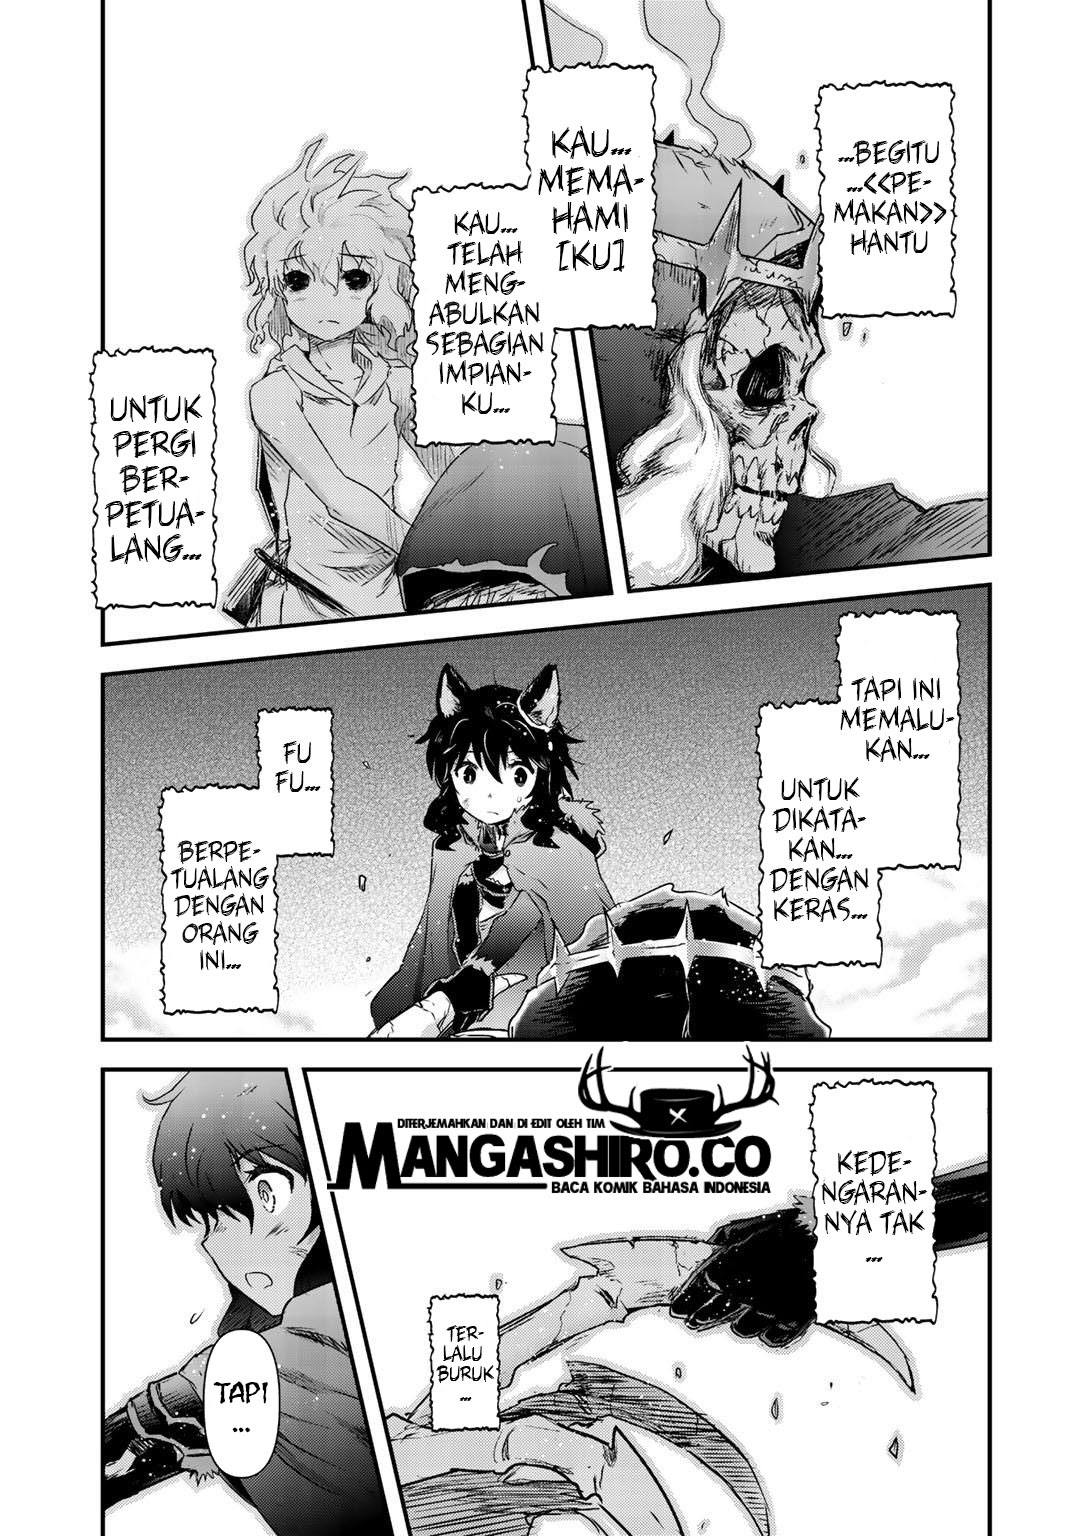 ...BEGITU
...<<PE-
MAKAN>>
HANTU
KAU...
MEMA-
HAMI
[KU]
KAU...
TELAH
MENG-
ABULKAN
SEBAGIAN
IMPIAN-
KU...
UNTUK
PERGI
BER-
PETUA-
LANG...
TAPI INI
MEMALU-
KAN...
UNTUK
DIKATA-
KAN...
DENGAN
KERAS...
FU
FU...
BERPE-
TUALANG
DENGAN
ORANG
INI...
DITERJEMAHKAN DAN DI EDIT OLEH TIM
MANGASHIRO.CO
BACA KOMIK BAHASA INDONESIA
KEDE-
NGARAN-
NYA TAK
...
TER-
LALU
BURUK
...
TAPI
...